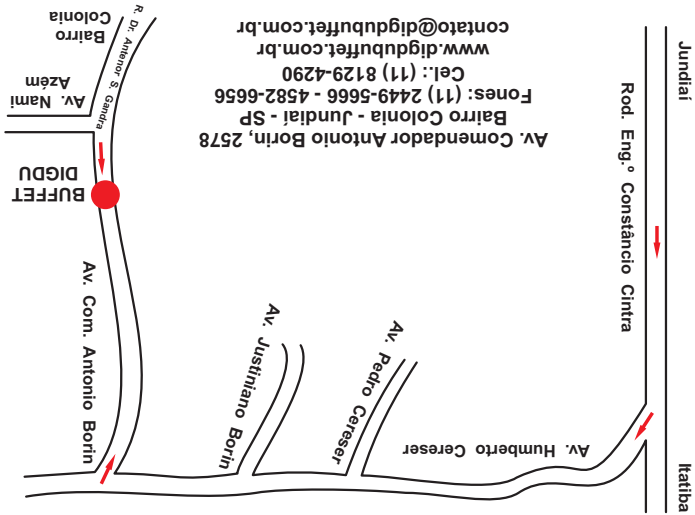 Av. Comendador Antonio Borin, 2578
Bairro Colonia - Jundiaí - SP
Fones: (11) 2449-5666 - 4582-6656
Cel.: (11) 8129-4290
www.digdubuffet.com.br
contato@digdubuffet.com.br
Jundiaí
Rod. Eng.º Constâncio Cintra
Itatiba
Av. Humberto Cereser
Av. Pedro Cereser
Av. Justiniano Borin
Av. Com. Antonio Borin
BUFFET
DIGDU
Av. Nami
Azém
R. Dr. Antenor S. Gandra
Bairro
Colonia